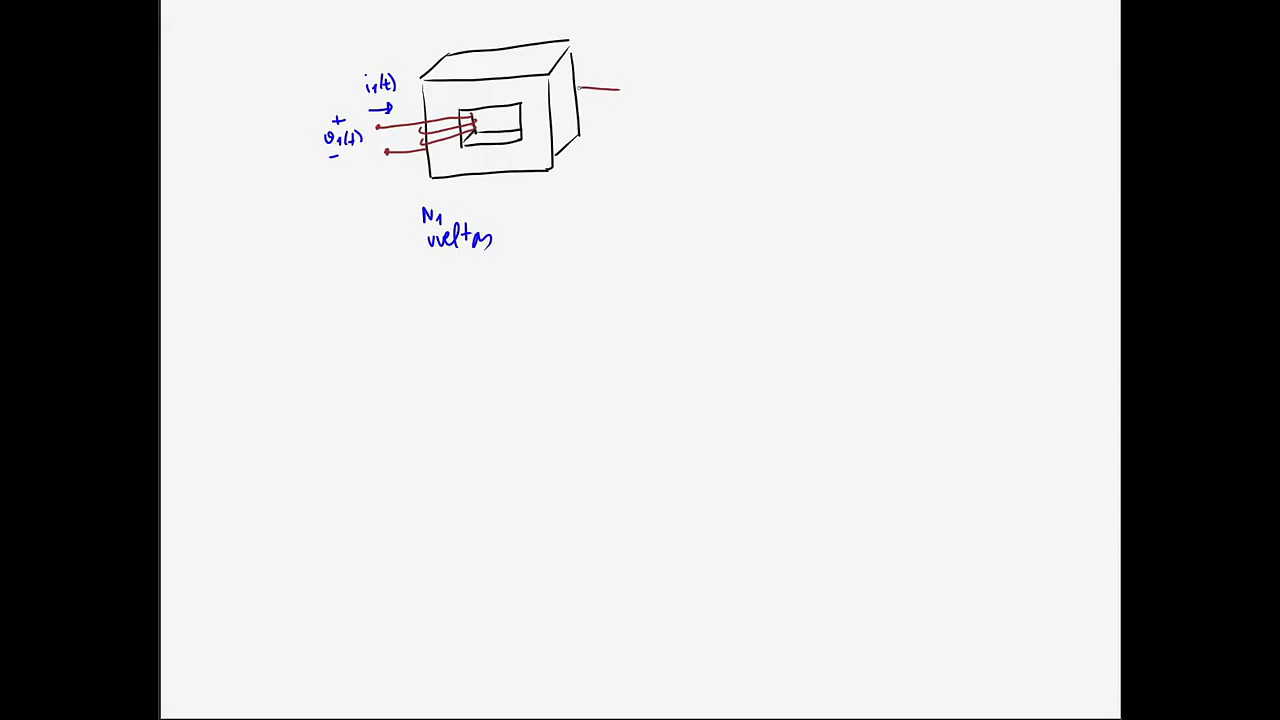 i₁(t)
+
v₁(t)
−
N₁
vueltas